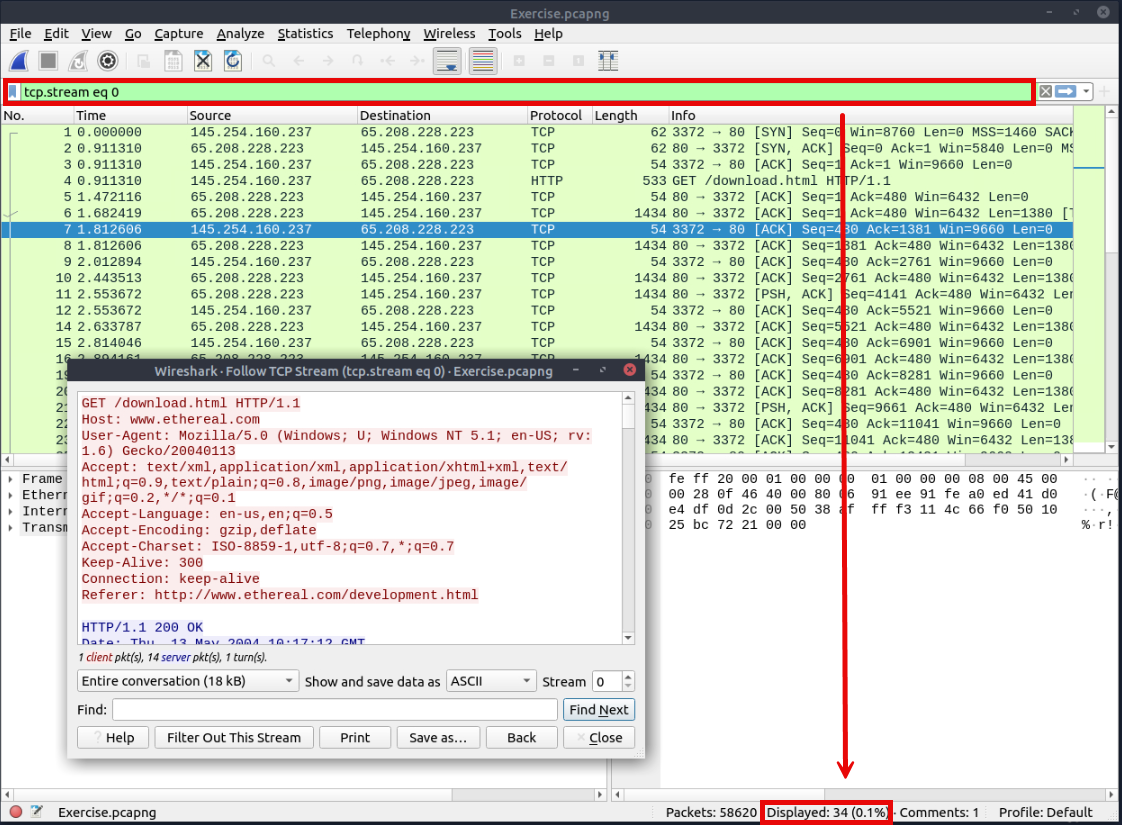 Exercise.pcapng
File Edit View Go Capture Analyze Statistics Telephony Wireless Tools Help
tcp.stream eq 0
No. Time Source Destination Protocol Length Info
1 0.000000 145.254.160.237 65.208.228.223 TCP 62 3372 → 80 [SYN] Seq=0 Win=8760 Len=0 MSS=1460 SACK
2 0.911310 65.208.228.223 145.254.160.237 TCP 62 80 → 3372 [SYN, ACK] Seq=0 Ack=1 Win=5840 Len=0 MS
3 0.911310 145.254.160.237 65.208.228.223 TCP 54 3372 → 80 [ACK] Seq=1 Ack=1 Win=9660 Len=0
4 0.911310 145.254.160.237 65.208.228.223 HTTP 533 GET /download.html HTTP/1.1
5 1.472116 65.208.228.223 145.254.160.237 TCP 54 80 → 3372 [ACK] Seq=1 Ack=480 Win=6432 Len=0
6 1.682419 65.208.228.223 145.254.160.237 TCP 1434 80 → 3372 [ACK] Seq=1 Ack=480 Win=6432 Len=1380 [T
7 1.812606 145.254.160.237 65.208.228.223 TCP 54 3372 → 80 [ACK] Seq=480 Ack=1381 Win=9660 Len=0
8 1.812606 65.208.228.223 145.254.160.237 TCP 1434 80 → 3372 [ACK] Seq=1381 Ack=480 Win=6432 Len=1380
9 2.012894 145.254.160.237 65.208.228.223 TCP 54 3372 → 80 [ACK] Seq=480 Ack=2761 Win=9660 Len=0
10 2.443513 65.208.228.223 145.254.160.237 TCP 1434 80 → 3372 [ACK] Seq=2761 Ack=480 Win=6432 Len=1380
11 2.553672 65.208.228.223 145.254.160.237 TCP 1434 80 → 3372 [PSH, ACK] Seq=4141 Ack=480 Win=6432 Len
12 2.553672 145.254.160.237 65.208.228.223 TCP 54 3372 → 80 [ACK] Seq=480 Ack=5521 Win=9660 Len=0
14 2.633787 65.208.228.223 145.254.160.237 TCP 1434 80 → 3372 [ACK] Seq=5521 Ack=480 Win=6432 Len=1380
15 2.814046 145.254.160.237 65.208.228.223 TCP 54 3372 → 80 [ACK] Seq=480 Ack=6901 Win=9660 Len=0
16 2.894161 65.208.228.223 145.254.160.237 TCP 1434 80 → 3372 [ACK] Seq=6901 Ack=480 Win=6432 Len=1380
54 3372 → 80 [ACK] Seq=480 Ack=8281 Win=9660 Len=0
434 80 → 3372 [ACK] Seq=8281 Ack=480 Win=6432 Len=1380
434 80 → 3372 [PSH, ACK] Seq=9661 Ack=480 Win=6432 Len
54 3372 → 80 [ACK] Seq=480 Ack=11041 Win=9660 Len=0
434 80 → 3372 [ACK] Seq=11041 Ack=480 Win=6432 Len=138
Wireshark · Follow TCP Stream (tcp.stream eq 0) · Exercise.pcapng
GET /download.html HTTP/1.1
Host: www.ethereal.com
User-Agent: Mozilla/5.0 (Windows; U; Windows NT 5.1; en-US; rv:
1.6) Gecko/20040113
Accept: text/xml,application/xml,application/xhtml+xml,text/
html;q=0.9,text/plain;q=0.8,image/png,image/jpeg,image/
gif;q=0.2,*/*;q=0.1
Accept-Language: en-us,en;q=0.5
Accept-Encoding: gzip,deflate
Accept-Charset: ISO-8859-1,utf-8;q=0.7,*;q=0.7
Keep-Alive: 300
Connection: keep-alive
Referer: http://www.ethereal.com/development.html
HTTP/1.1 200 OK
Date: Thu, 13 May 2004 10:17:12 GMT
1 client pkt(s), 14 server pkt(s), 1 turn(s).
Entire conversation (18 kB) Show and save data as ASCII Stream 0
Find: Find Next
? Help Filter Out This Stream Print Save as… Back Close
Frame
Ethern
Intern
Transm
0 fe ff 20 00 01 00 00 00 01 00 00 00 08 00 45 00
0 00 28 0f 46 40 00 80 06 91 ee 91 fe a0 ed 41 d0 ·(·F@
0 e4 df 0d 2c 00 50 38 af ff f3 11 4c 66 f0 50 10 ···,
0 25 bc 72 21 00 00 %·r!
Exercise.pcapng Packets: 58620 · Displayed: 34 (0.1%) · Comments: 1 Profile: Default